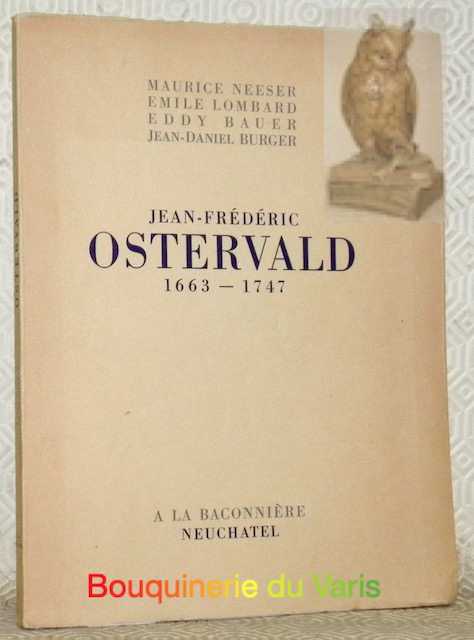 MAURICE NEESER
EMILE LOMBARD
EDDY BAUER
JEAN-DANIEL BURGER
JEAN-FRÉDÉRIC
OSTERVALD
1663 — 1747
A LA BACONNIÈRE
NEUCHATEL
OSTERVALD
Bouquinerie du Varis